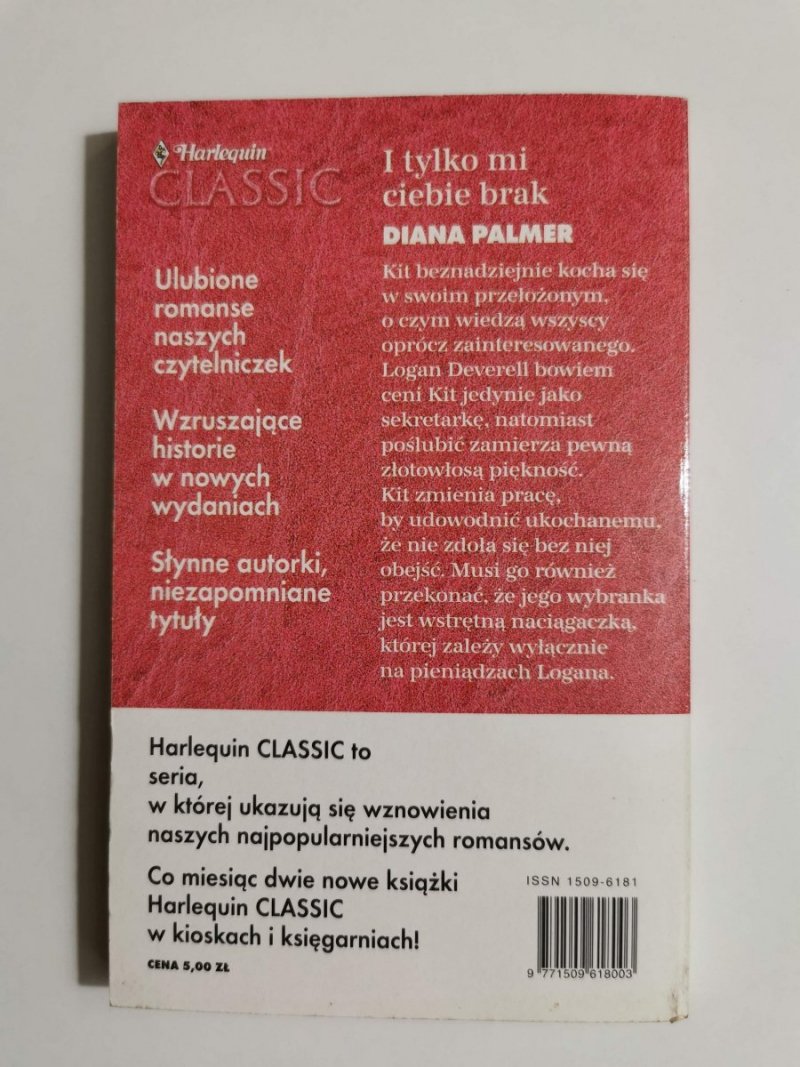 Harlequin
CLASSIC
Ulubione
romanse
naszych
czytelniczek
Wzruszające
historie
w nowych
wydaniach
Słynne autorki,
niezapomniane
tytuły
I tylko mi
ciebie brak
DIANA PALMER
Kit beznadziejnie kocha się
w swoim przełożonym,
o czym wiedzą wszyscy
oprócz zainteresowanego.
Logan Deverell bowiem
ceni Kit jedynie jako
sekretarkę, natomiast
poślubić zamierza pewną
złotowłosą piękność.
Kit zmienia pracę,
by udowodnić ukochanemu,
że nie zdoła się bez niej
obejść. Musi go również
przekonać, że jego wybranka
jest wstrętną naciągaczką,
której zależy wyłącznie
na pieniądzach Logana.
Harlequin CLASSIC to
seria,
w której ukazują się wznowienia
naszych najpopularniejszych romansów.
Co miesiąc dwie nowe książki
Harlequin CLASSIC
w kioskach i księgarniach!
CENA 5,00 ZŁ
ISSN 1509-6181
9 771509 618003